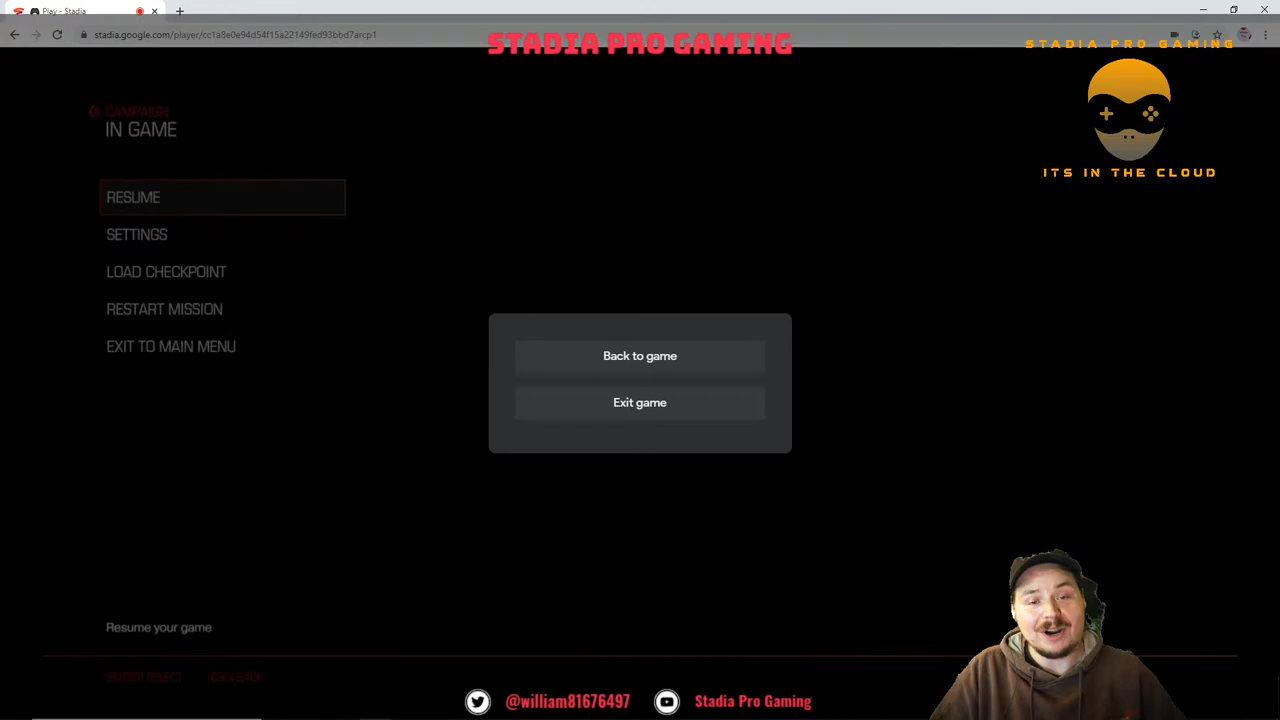 Play - Stadia
stadia.google.com/player/cc1a8e0e94d54f15a22149fed93bbd7arcp1
STADIA PRO GAMING
STADIA PRO GAMING
ITS IN THE CLOUD
CAMPAIGN
IN GAME
RESUME
SETTINGS
LOAD CHECKPOINT
RESTART MISSION
EXIT TO MAIN MENU
Back to game
Exit game
Resume your game
@william81676497
Stadia Pro Gaming